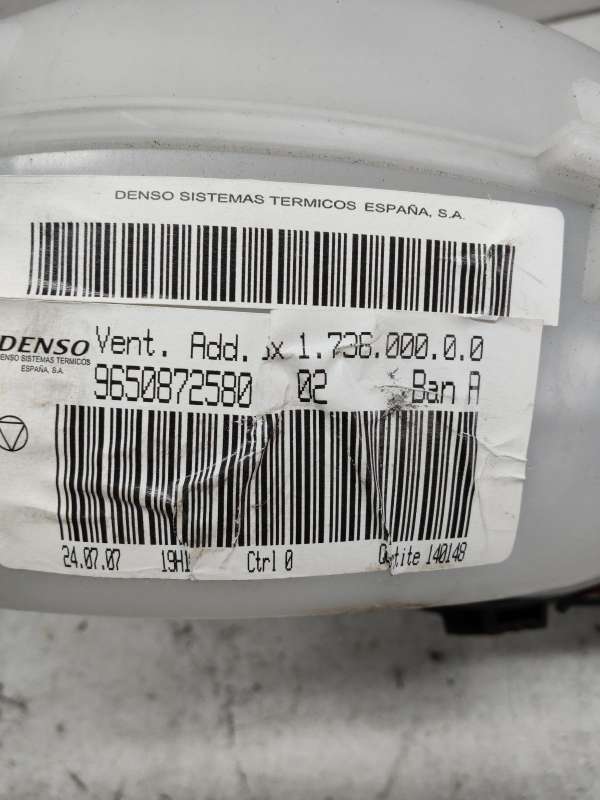 DENSO SISTEMAS TERMICOS ESPAÑA, S.A.
DENSO
DENSO SISTEMAS TERMICOS
ESPAÑA, S.A.
Vent. Add. 1.736.000.0.0
9650872580 02 Ban A
24.07.07 19H1 Ctrl 0 140148